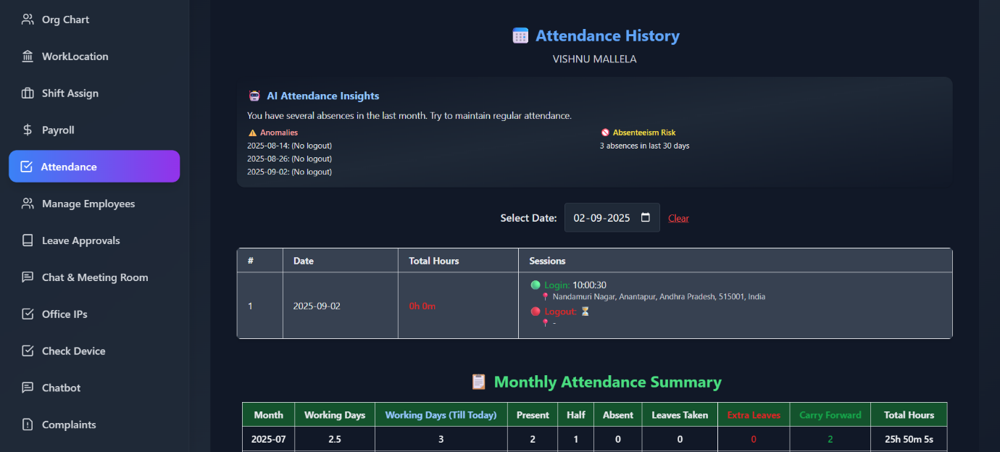 Org Chart
WorkLocation
Shift Assign
Payroll
Attendance
Manage Employees
Leave Approvals
Chat & Meeting Room
Office IPs
Check Device
Chatbot
Complaints
Attendance History
VISHNU MALLELA
AI Attendance Insights
You have several absences in the last month. Try to maintain regular attendance.
Anomalies
2025-08-14: (No logout)
2025-08-26: (No logout)
2025-09-02: (No logout)
Absenteeism Risk
3 absences in last 30 days
Select Date: 02-09-2025 Clear
# Date Total Hours Sessions
1 2025-09-02 0h 0m
Login: 10:00:30
Nandamuri Nagar, Anantapur, Andhra Pradesh, 515001, India
Logout:
-
Monthly Attendance Summary
Month Working Days Working Days (Till Today) Present Half Absent Leaves Taken Extra Leaves Carry Forward Total Hours
2025-07 2.5 3 2 1 0 0 0 2 25h 50m 5s